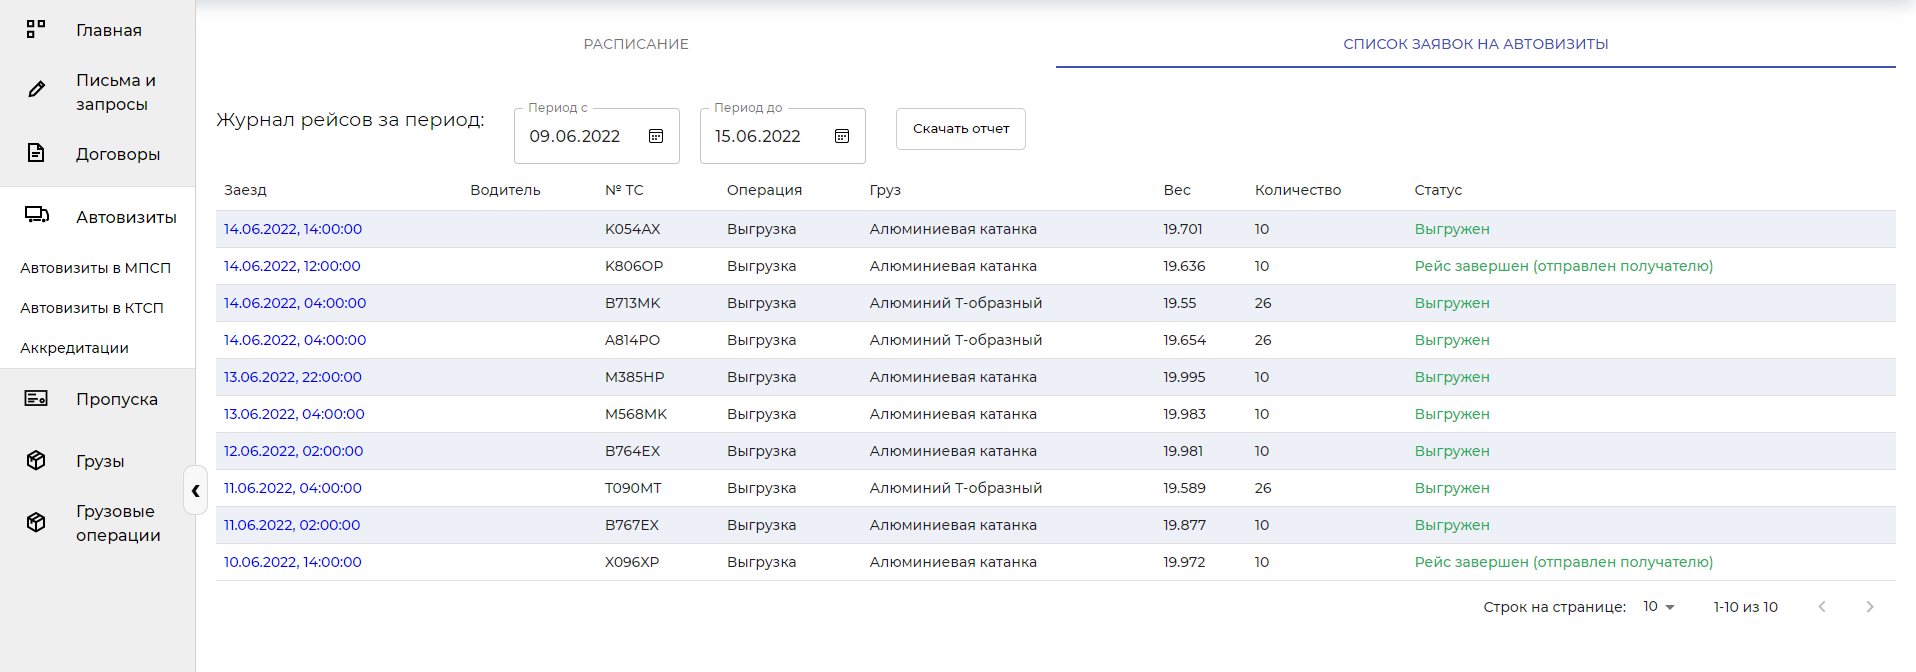 Главная
Письма и
запросы
Договоры
Автовизиты
Автовизиты в МПСП
Автовизиты в КТСП
Аккредитации
Пропуска
Грузы
Грузовые
операции
РАСПИСАНИЕ
СПИСОК ЗАЯВОК НА АВТОВИЗИТЫ
Журнал рейсов за период:
Период с
09.06.2022
Период до
15.06.2022
Скачать отчет
Заезд Водитель № ТС Операция Груз Вес Количество Статус
14.06.2022, 14:00:00 К054АХ Выгрузка Алюминиевая катанка 19.701 10 Выгружен
14.06.2022, 12:00:00 К806ОР Выгрузка Алюминиевая катанка 19.636 10 Рейс завершен (отправлен получателю)
14.06.2022, 04:00:00 В713МК Выгрузка Алюминий Т-образный 19.55 26 Выгружен
14.06.2022, 04:00:00 А814РО Выгрузка Алюминий Т-образный 19.654 26 Выгружен
13.06.2022, 22:00:00 М385НР Выгрузка Алюминиевая катанка 19.995 10 Выгружен
13.06.2022, 04:00:00 М568МК Выгрузка Алюминиевая катанка 19.983 10 Выгружен
12.06.2022, 02:00:00 В764ЕХ Выгрузка Алюминиевая катанка 19.981 10 Выгружен
11.06.2022, 04:00:00 Т090МТ Выгрузка Алюминий Т-образный 19.589 26 Выгружен
11.06.2022, 02:00:00 В767ЕХ Выгрузка Алюминиевая катанка 19.877 10 Выгружен
10.06.2022, 14:00:00 Х096ХР Выгрузка Алюминиевая катанка 19.972 10 Рейс завершен (отправлен получателю)
Строк на странице: 10 1-10 из 10